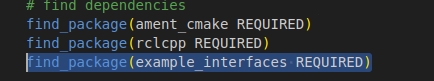 # find dependencies
find_package(ament_cmake REQUIRED)
find_package(rclcpp REQUIRED)
find_package(example_interfaces REQUIRED)